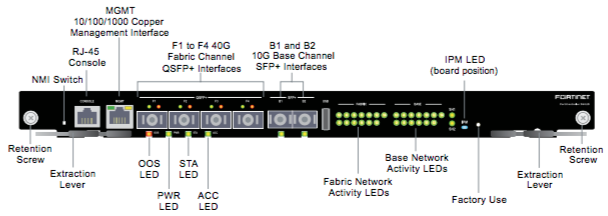 MGMT
10/100/1000 Copper
Management Interface
RJ-45
Console
NMI Switch
F1 to F4 40G
Fabric Channel
QSFP+ Interfaces
B1 and B2
10G Base Channel
SFP+ Interfaces
IPM LED
(board position)
FORTINET
CONSOLE
MGMT
Retention
Screw
Extraction
Lever
OOS
LED
PWR
LED
STA
LED
ACC
LED
Fabric Network
Activity LEDs
Base Network
Activity LEDs
Factory Use
Extraction
Lever
Retention
Screw